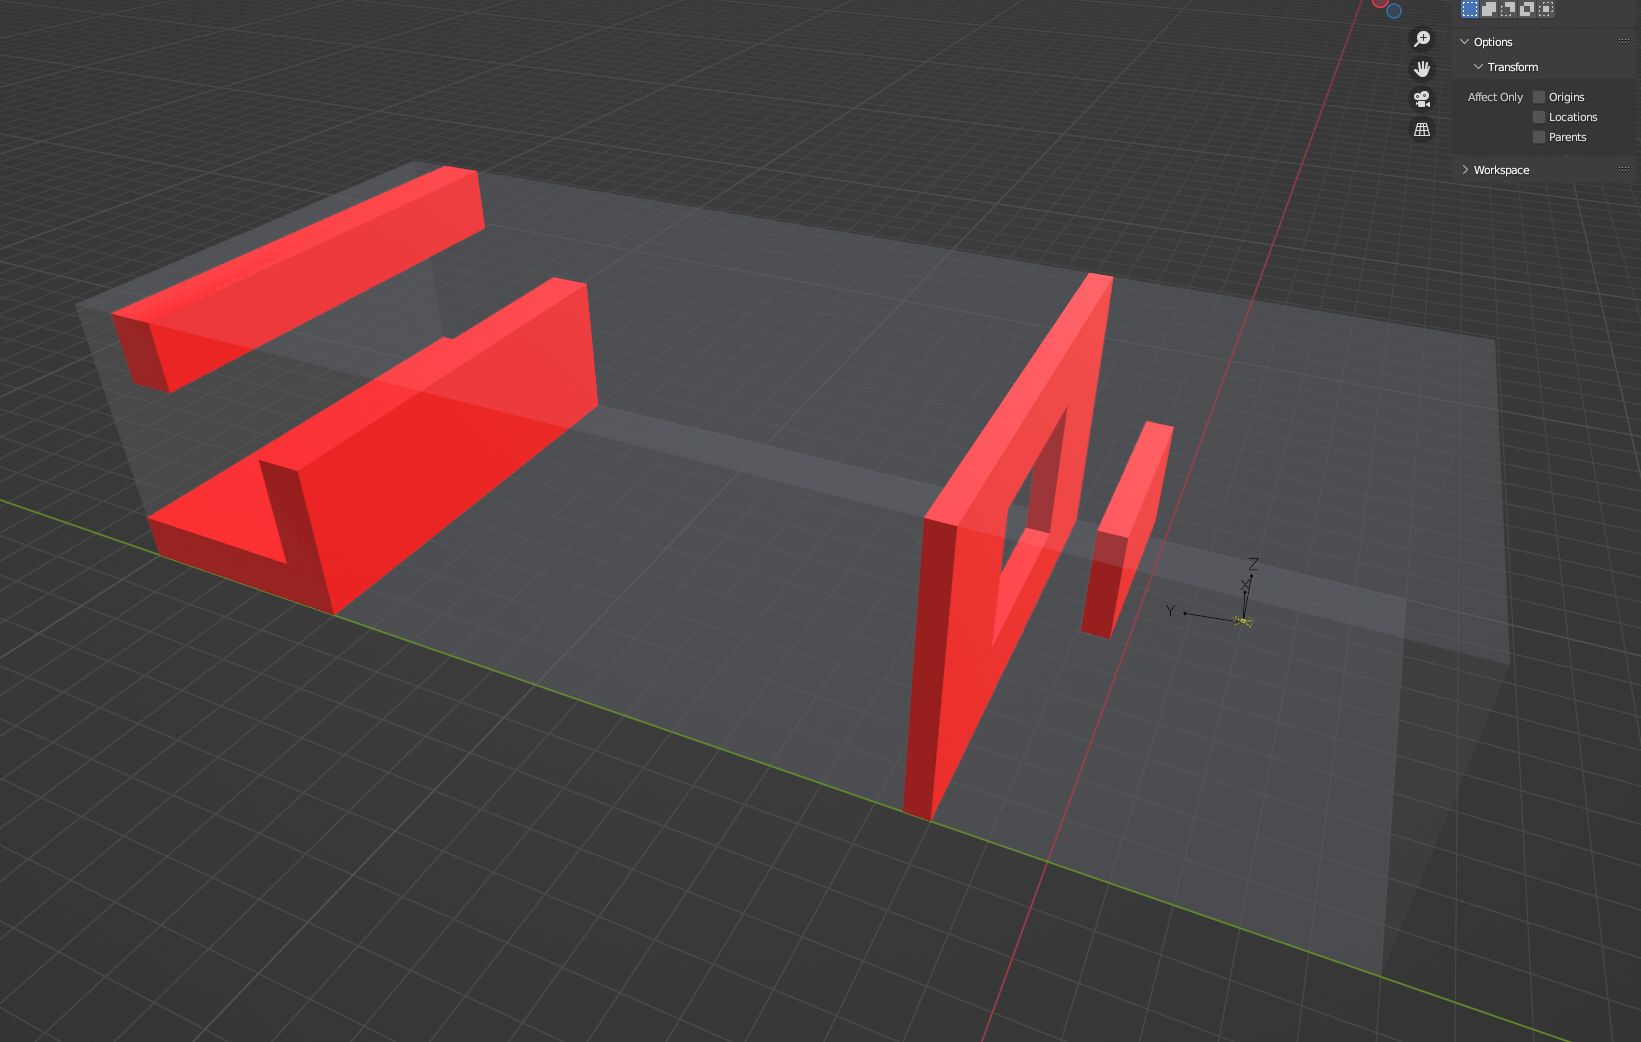 Options
Transform
Affect Only Origins
Locations
Parents
Workspace
Z
X
Y